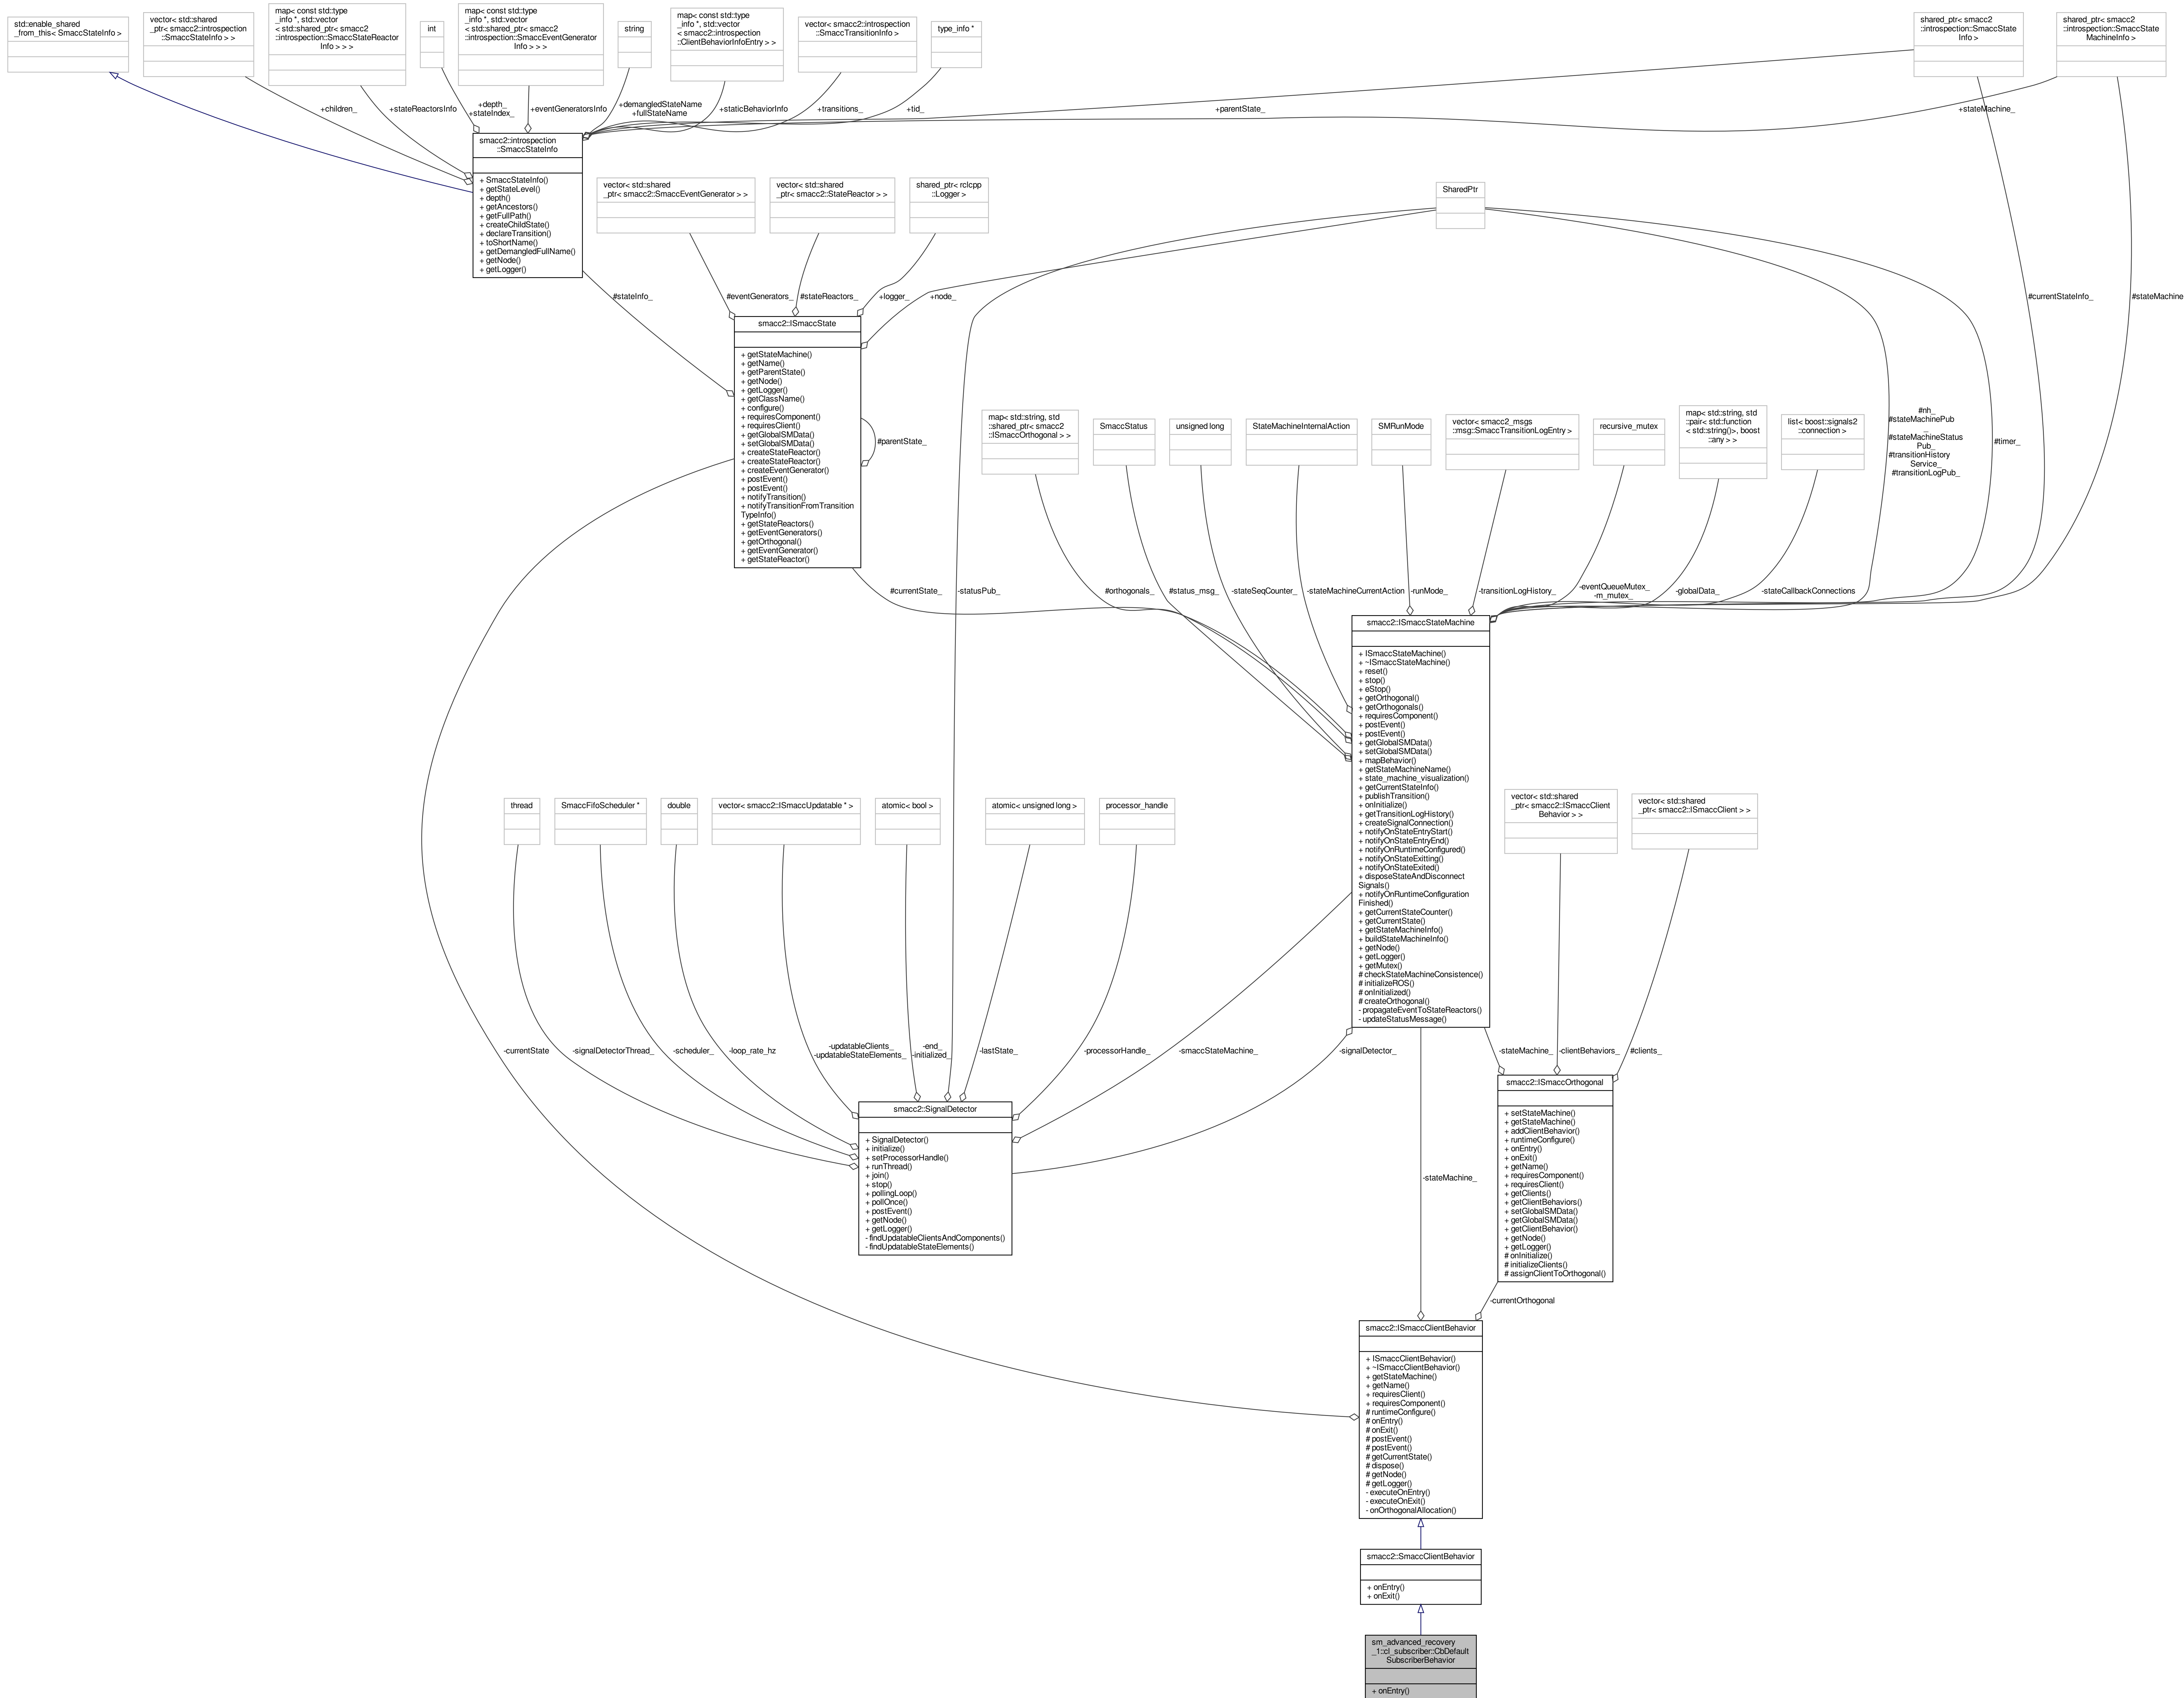 std::enable_shared
_from_this< SmaccStateInfo >
vector< std::shared
_ptr< smacc2::introspection
::SmaccStateInfo > >
map< const std::type
_info *, std::vector
< std::shared_ptr< smacc2
::introspection::SmaccStateReactor
Info > > >
int
map< const std::type
_info *, std::vector
< std::shared_ptr< smacc2
::introspection::SmaccEventGenerator
Info > > >
string
map< const std::type
_info *, std::vector
< smacc2::introspection
::ClientBehaviorInfoEntry > >
vector< smacc2::introspection
::SmaccTransitionInfo >
type_info *
shared_ptr< smacc2
::introspection::SmaccState
Info >
shared_ptr< smacc2
::introspection::SmaccState
MachineInfo >
+children_
+stateReactorsInfo
+depth_
+stateIndex_
+eventGeneratorsInfo
+demangledStateName
+fullStateName
+staticBehaviorInfo
+transitions_
+tid_
+parentState_
+stateMachine_
smacc2::introspection
::SmaccStateInfo
+ SmaccStateInfo()
+ getStateLevel()
+ depth()
+ getAncestors()
+ getFullPath()
+ createChildState()
+ declareTransition()
+ toShortName()
+ getDemangledFullName()
+ getNode()
+ getLogger()
vector< std::shared
_ptr< smacc2::SmaccEventGenerator > >
vector< std::shared
_ptr< smacc2::StateReactor > >
shared_ptr< rclcpp
::Logger >
SharedPtr
#stateInfo_
#eventGenerators_
#stateReactors_
+logger_
+node_
#currentStateInfo_
#stateMachine
smacc2::ISmaccState
+ getStateMachine()
+ getName()
+ getParentState()
+ getNode()
+ getLogger()
+ getClassName()
+ configure()
+ requiresComponent()
+ requiresClient()
+ getGlobalSMData()
+ setGlobalSMData()
+ createStateReactor()
+ createStateReactor()
+ createEventGenerator()
+ postEvent()
+ postEvent()
+ notifyTransition()
+ notifyTransitionFromTransition
TypeInfo()
+ getStateReactors()
+ getEventGenerators()
+ getOrthogonal()
+ getEventGenerator()
+ getStateReactor()
#parentState_
map< std::string, std
::shared_ptr< smacc2
::ISmaccOrthogonal > >
SmaccStatus
unsigned long
StateMachineInternalAction
SMRunMode
vector< smacc2_msgs
::msg::SmaccTransitionLogEntry >
recursive_mutex
map< std::string, std
::pair< std::function
< std::string()>, boost
::any > >
list< boost::signals2
::connection >
#nh_
#stateMachinePub
_
#stateMachineStatus
Pub_
#transitionHistory
Service_
#transitionLogPub_
#timer_
#currentState_
-statusPub_
#orthogonals_
#status_msg_
-stateSeqCounter_
-stateMachineCurrentAction
-runMode_
-transitionLogHistory_
-eventQueueMutex_
-m_mutex_
-globalData_
-stateCallbackConnections
smacc2::ISmaccStateMachine
+ ISmaccStateMachine()
+ ~ISmaccStateMachine()
+ reset()
+ stop()
+ eStop()
+ getOrthogonal()
+ getOrthogonals()
+ requiresComponent()
+ postEvent()
+ postEvent()
+ getGlobalSMData()
+ setGlobalSMData()
+ mapBehavior()
+ getStateMachineName()
+ state_machine_visualization()
+ getCurrentStateInfo()
+ publishTransition()
+ onInitialize()
+ getTransitionLogHistory()
+ createSignalConnection()
+ notifyOnStateEntryStart()
+ notifyOnStateEntryEnd()
+ notifyOnRuntimeConfigured()
+ notifyOnStateExitting()
+ notifyOnStateExited()
+ disposeStateAndDisconnect
Signals()
+ notifyOnRuntimeConfiguration
Finished()
+ getCurrentStateCounter()
+ getCurrentState()
+ getStateMachineInfo()
+ buildStateMachineInfo()
+ getNode()
+ getLogger()
+ getMutex()
# checkStateMachineConsistence()
# initializeROS()
# onInitialized()
# createOrthogonal()
- propagateEventToStateReactors()
- updateStatusMessage()
thread
SmaccFifoScheduler *
double
vector< smacc2::ISmaccUpdatable * >
atomic< bool >
atomic< unsigned long >
processor_handle
vector< std::shared
_ptr< smacc2::ISmaccClient
Behavior > >
vector< std::shared
_ptr< smacc2::ISmaccClient > >
-currentState
-signalDetectorThread_
-scheduler_
-loop_rate_hz
-updatableClients_
-updatableStateElements_
-end_
-initialized_
-lastState_
-processorHandle_
-smaccStateMachine_
-signalDetector_
-stateMachine_
-clientBehaviors_
#clients_
smacc2::SignalDetector
+ SignalDetector()
+ initialize()
+ setProcessorHandle()
+ runThread()
+ join()
+ stop()
+ pollingLoop()
+ pollOnce()
+ postEvent()
+ getNode()
+ getLogger()
- findUpdatableClientsAndComponents()
- findUpdatableStateElements()
smacc2::ISmaccOrthogonal
+ setStateMachine()
+ getStateMachine()
+ addClientBehavior()
+ runtimeConfigure()
+ onEntry()
+ onExit()
+ getName()
+ requiresComponent()
+ requiresClient()
+ getClients()
+ getClientBehaviors()
+ setGlobalSMData()
+ getGlobalSMData()
+ getClientBehavior()
+ getNode()
+ getLogger()
# onInitialize()
# initializeClients()
# assignClientToOrthogonal()
-stateMachine_
-currentOrthogonal
smacc2::ISmaccClientBehavior
+ ISmaccClientBehavior()
+ ~ISmaccClientBehavior()
+ getStateMachine()
+ getName()
+ requiresClient()
+ requiresComponent()
# runtimeConfigure()
# onEntry()
# onExit()
# postEvent()
# postEvent()
# getCurrentState()
# dispose()
# getNode()
# getLogger()
- executeOnEntry()
- executeOnExit()
- onOrthogonalAllocation()
smacc2::SmaccClientBehavior
+ onEntry()
+ onExit()
sm_advanced_recovery
_1::cl_subscriber::CbDefault
SubscriberBehavior
+ onEntry()